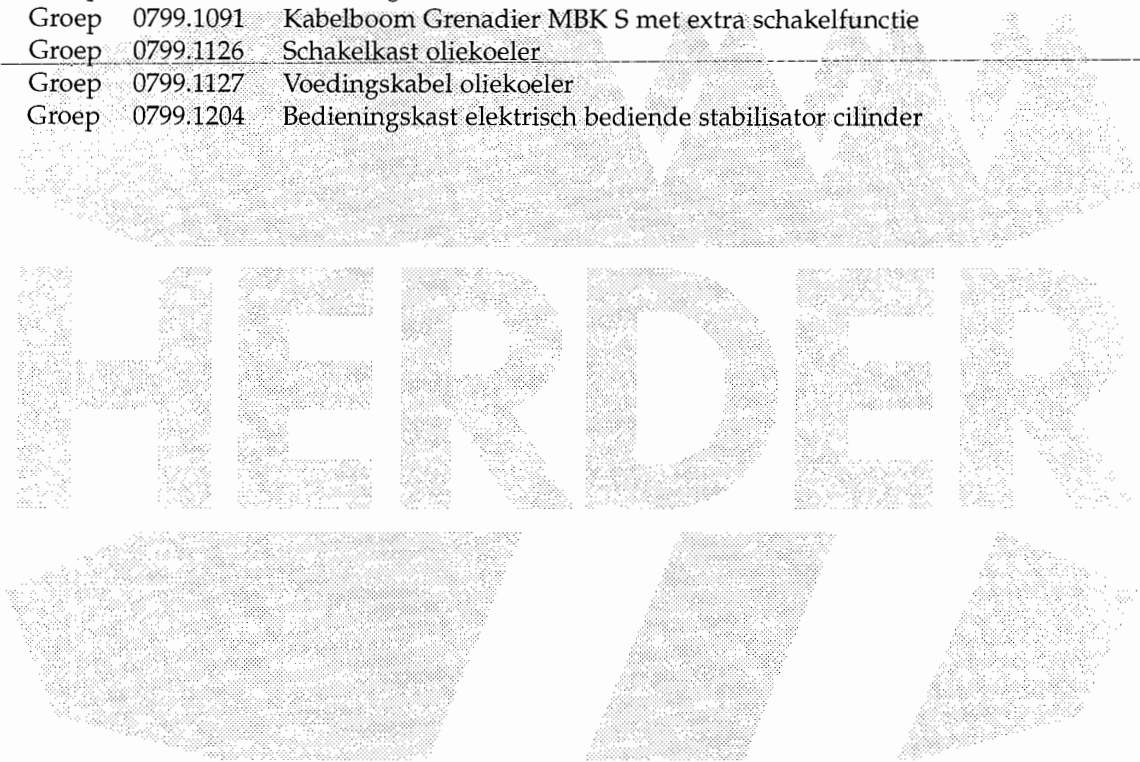 Groep 0799.1091 Kabelboom Grenadier MBK S met extra schakelfunctie
Groep 0799.1126 Schakelkast oliekoeler
Groep 0799.1127 Voedingskabel oliekoeler
Groep 0799.1204 Bedieningskast elektrisch bediende stabilisator cilinder
HERDER